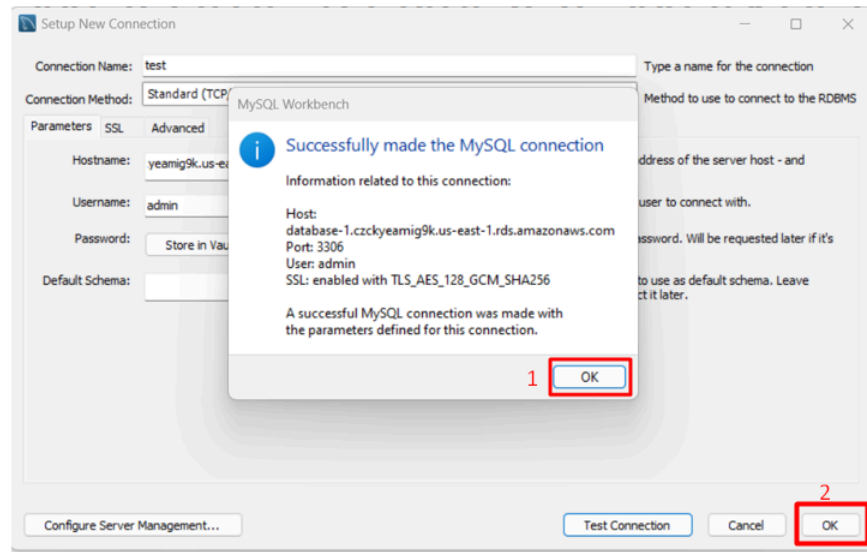 Setup New Connection
Connection Name: test Type a name for the connection
Connection Method: Standard (TCP/ Method to use to connect to the RDBMS
Parameters SSL Advanced
MySQL Workbench
Successfully made the MySQL connection
Information related to this connection:
Host:
database-1.czckyeamig9k.us-east-1.rds.amazonaws.com
Port: 3306
User: admin
SSL: enabled with TLS_AES_128_GCM_SHA256
A successful MySQL connection was made with
the parameters defined for this connection.
1 OK
Hostname: yeamig9k.us-ea ddress of the server host - and
Username: admin user to connect with.
Password: Store in Vau assword. Will be requested later if it's
Default Schema: to use as default schema. Leave
ct it later.
2
Configure Server Management... Test Connection Cancel OK